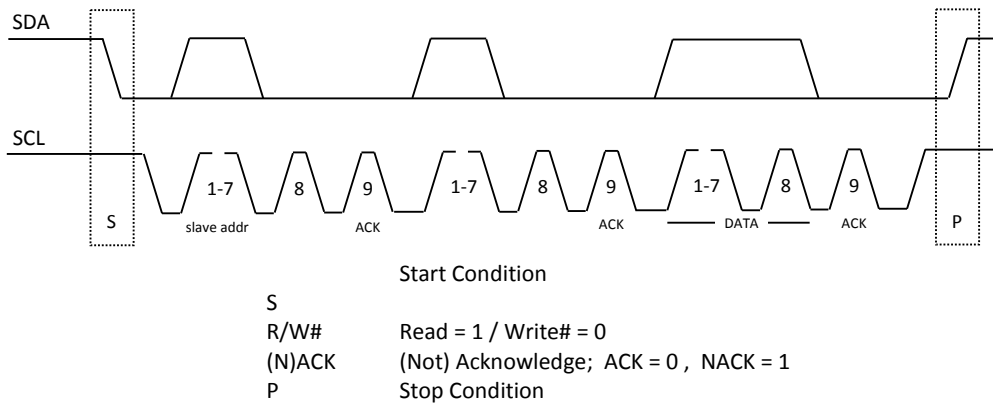 SDA
SCL
1-7 8 9 1-7 8 9 1-7 8 9
S slave addr ACK ACK DATA ACK P
Start Condition
S
R/W# Read = 1 / Write# = 0
(N)ACK (Not) Acknowledge; ACK = 0 , NACK = 1
P Stop Condition